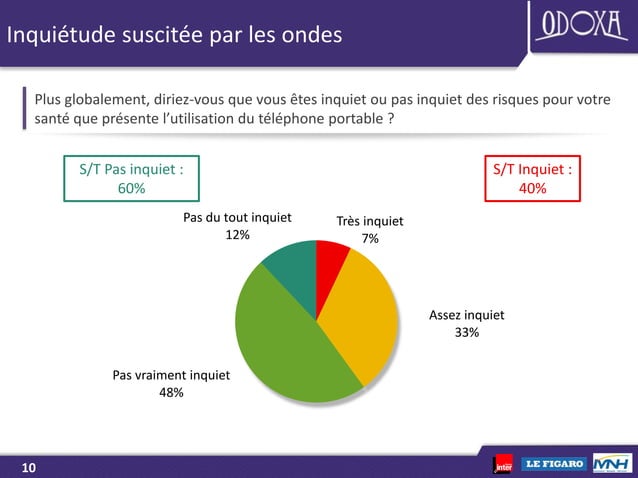 Inquiétude suscitée par les ondes
ODOXA
Plus globalement, diriez-vous que vous êtes inquiet ou pas inquiet des risques pour votre
santé que présente l’utilisation du téléphone portable ?
S/T Pas inquiet :
60%
S/T Inquiet :
40%
Pas du tout inquiet
12%
Très inquiet
7%
Assez inquiet
33%
Pas vraiment inquiet
48%
10
inter
LE FIGARO
MNH